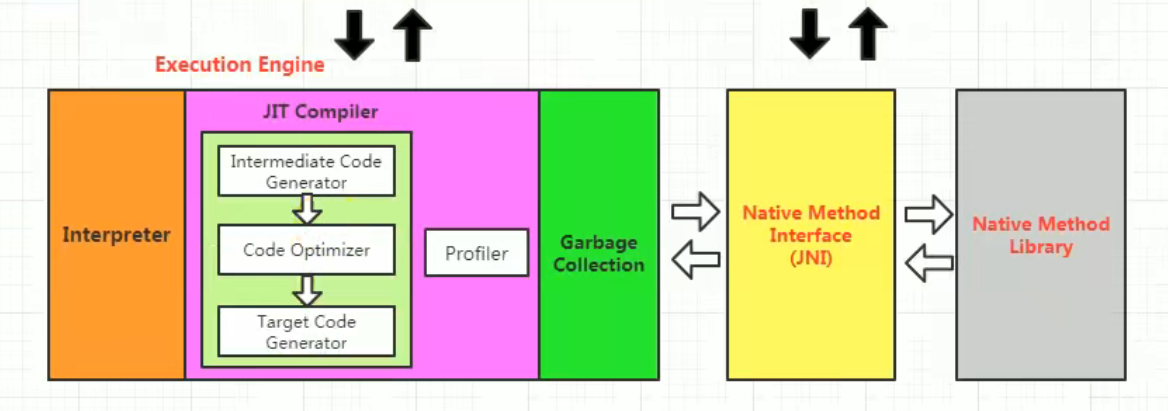 Execution Engine
JIT Compiler
Intermediate Code
Generator
Code Optimizer
Target Code
Generator
Interpreter
Profiler
Garbage
Collection
Native Method
Interface
(JNI)
Native Method
Library